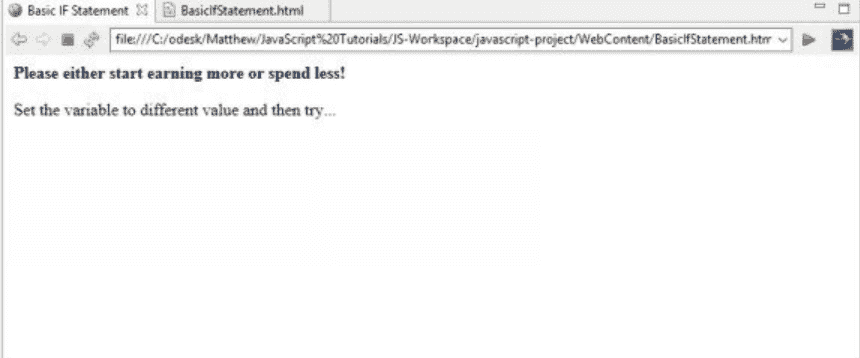 Basic IF Statement
BasicIfStatement.html
file:///C:/odesk/Matthew/JavaScript%20Tutorials/JS-Workspace/javascript-project/WebContent/BasicIfStatement.htm
Please either start earning more or spend less!
Set the variable to different value and then try...